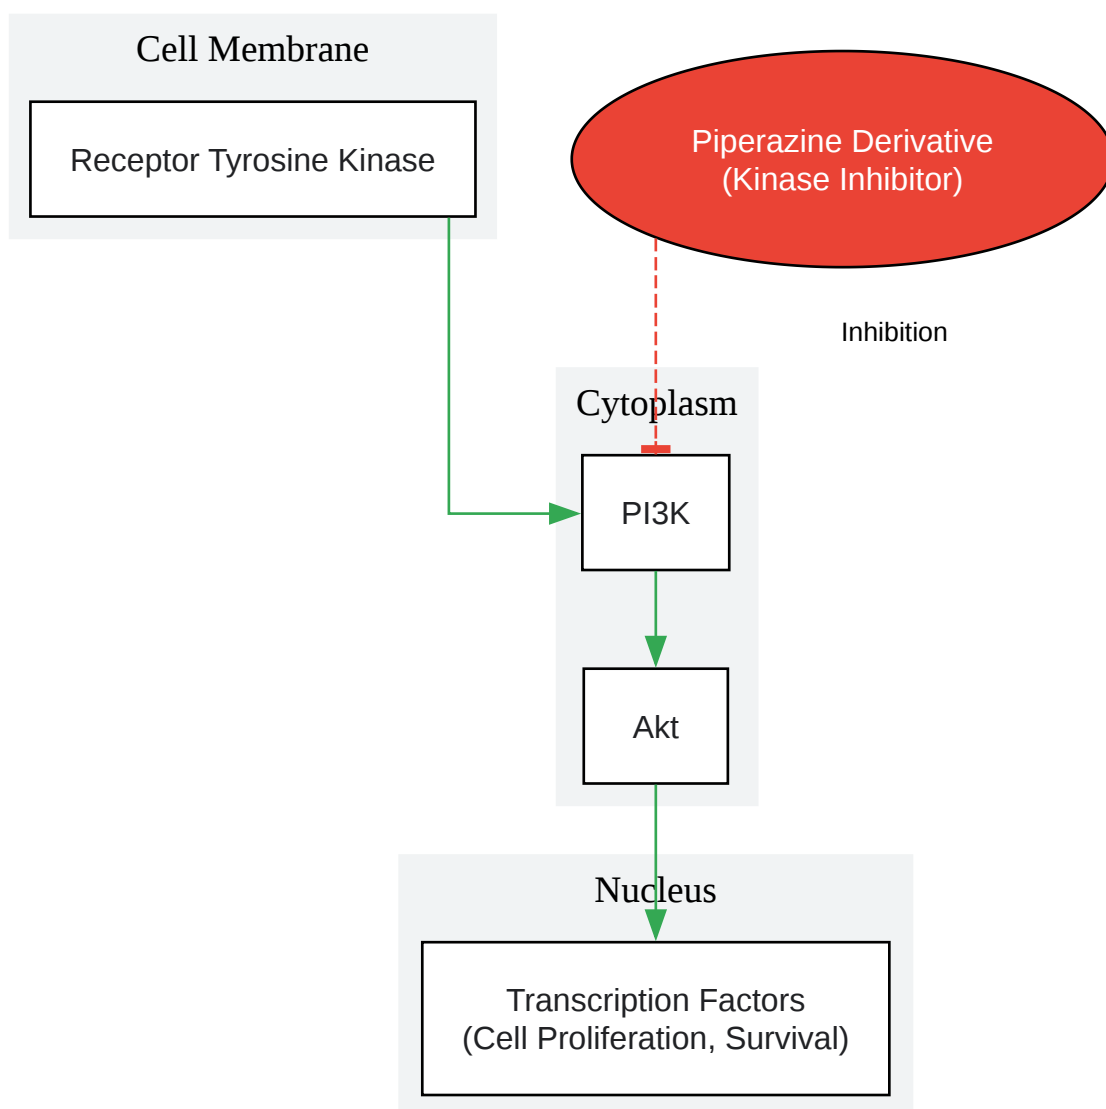 Cell Membrane
Receptor Tyrosine Kinase
Piperazine Derivative
(Kinase Inhibitor)
Inhibition
Cytoplasm
PI3K
Akt
Nucleus
Transcription Factors
(Cell Proliferation, Survival)